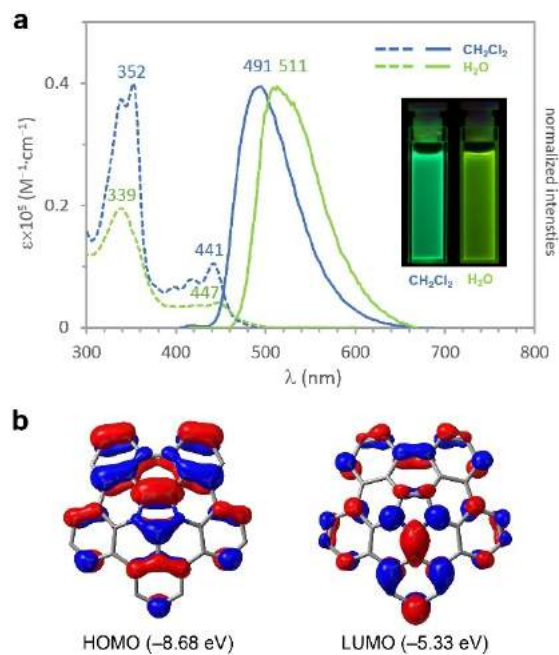 a
CH₂Cl₂
H₂O
352
491 511
0.4
339
0.2
441
447
0
ε×10⁵ (M⁻¹·cm⁻¹)
normalized intensties
CH₂Cl₂ H₂O
300 400 500 600 700 800
λ (nm)
b
HOMO (–8.68 eV) LUMO (–5.33 eV)